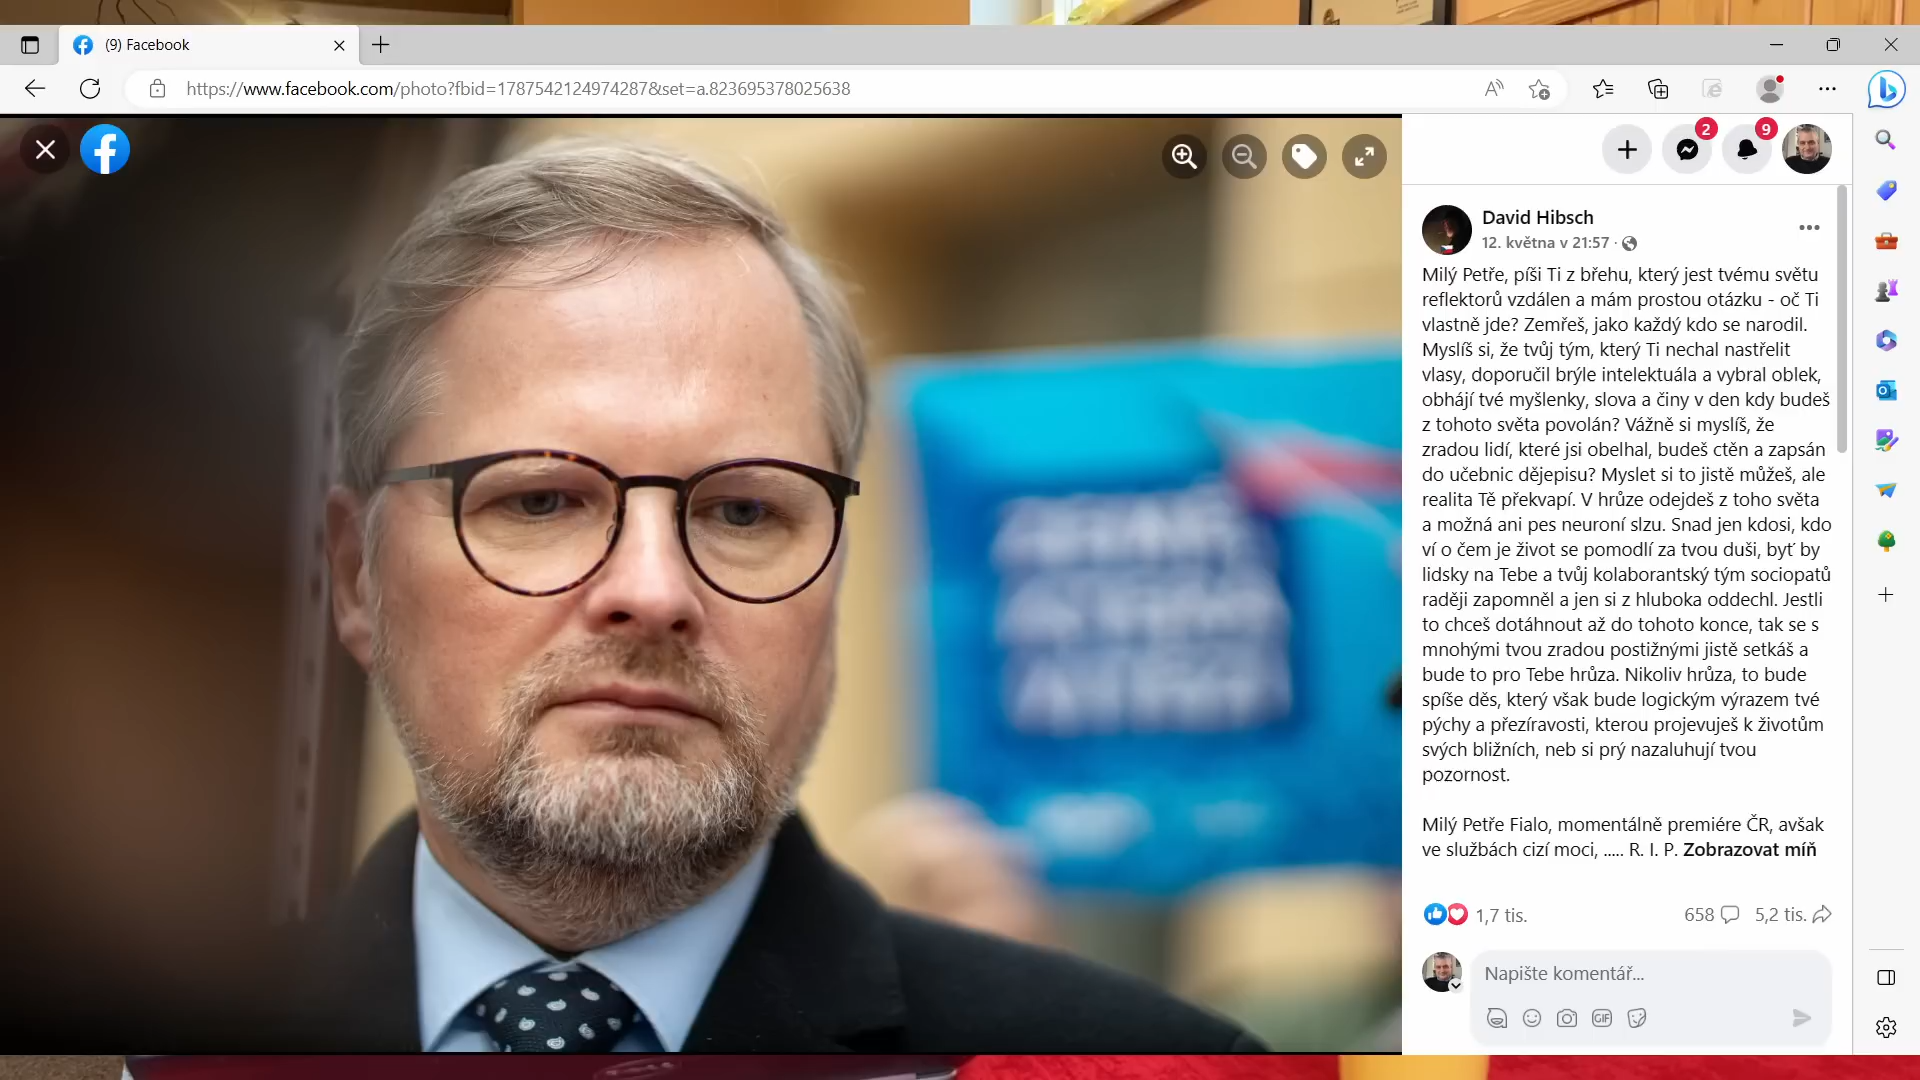 (9) Facebook
https://www.facebook.com/photo?fbid=1787542124974287&set=a.823695378025638
2
9
David Hibsch
12. května v 21:57 ·
Milý Petře, píši Ti z břehu, který jest tvému světu
reflektorů vzdálen a mám prostou otázku - oč Ti
vlastně jde? Zemřeš, jako každý kdo se narodil.
Myslíš si, že tvůj tým, který Ti nechal nastřelit
vlasy, doporučil brýle intelektuála a vybral oblek,
obhájí tvé myšlenky, slova a činy v den kdy budeš
z tohoto světa povolán? Vážně si myslíš, že
zradou lidí, které jsi obelhal, budeš ctěn a zapsán
do učebnic dějepisu? Myslet si to jistě můžeš, ale
realita Tě překvapí. V hrůze odejdeš z toho světa
a možná ani pes neuroní slzu. Snad jen kdosi, kdo
ví o čem je život se pomodlí za tvou duši, byť by
lidsky na Tebe a tvůj kolaborantský tým sociopatů
raději zapomněl a jen si z hluboka oddechl. Jestli
to chceš dotáhnout až do tohoto konce, tak se s
mnohými tvou zradou postižnými jistě setkáš a
bude to pro Tebe hrůza. Nikoliv hrůza, to bude
spíše děs, který však bude logickým výrazem tvé
pýchy a přezíravosti, kterou projevuješ k životům
svých bližních, neb si prý nazaluhují tvou
pozornost.
Milý Petře Fialo, momentálně premiére ČR, avšak
ve službách cizí moci, ..... R. I. P. Zobrazovat míň
1,7 tis.
658
5,2 tis.
Napište komentář...
GIF